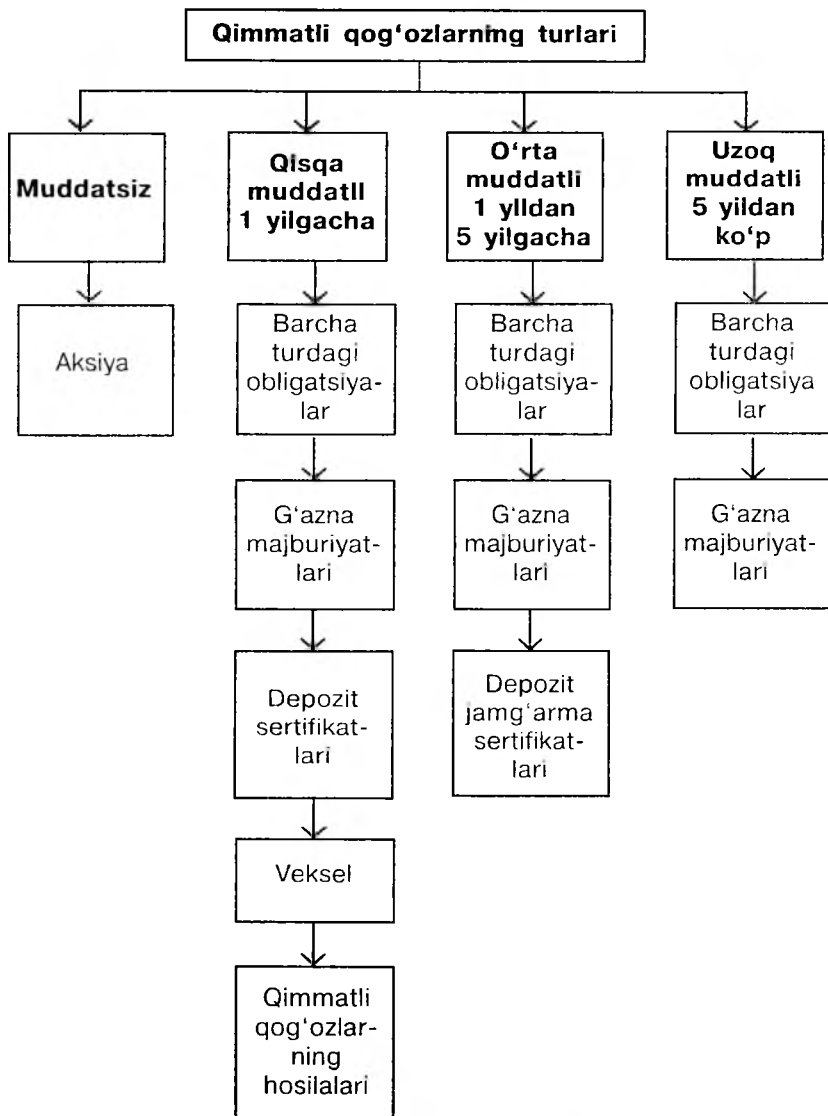 Qimmatli qog‘ozlarning turlari
Muddatsiz
Qisqa
muddatll
1 yilgacha
O‘rta
muddatli
1 ylldan
5 yilgacha
Uzoq
muddatli
5 yildan
ko‘p
Aksiya
Barcha
turdagi
obligatsiya-
lar
Barcha
turdagi
obligatsiya-
lar
Barcha
turdagi
obligatsiya
lar
G‘azna
majburiyat-
lari
G‘azna
majburiyat-
lari
G‘azna
majburiyat-
lari
Depozit
sertifikat-
lari
Depozit
jamg‘arma
sertifikat-
lari
Veksel
Qimmatli
qog‘ozlar-
ning
hosilalari